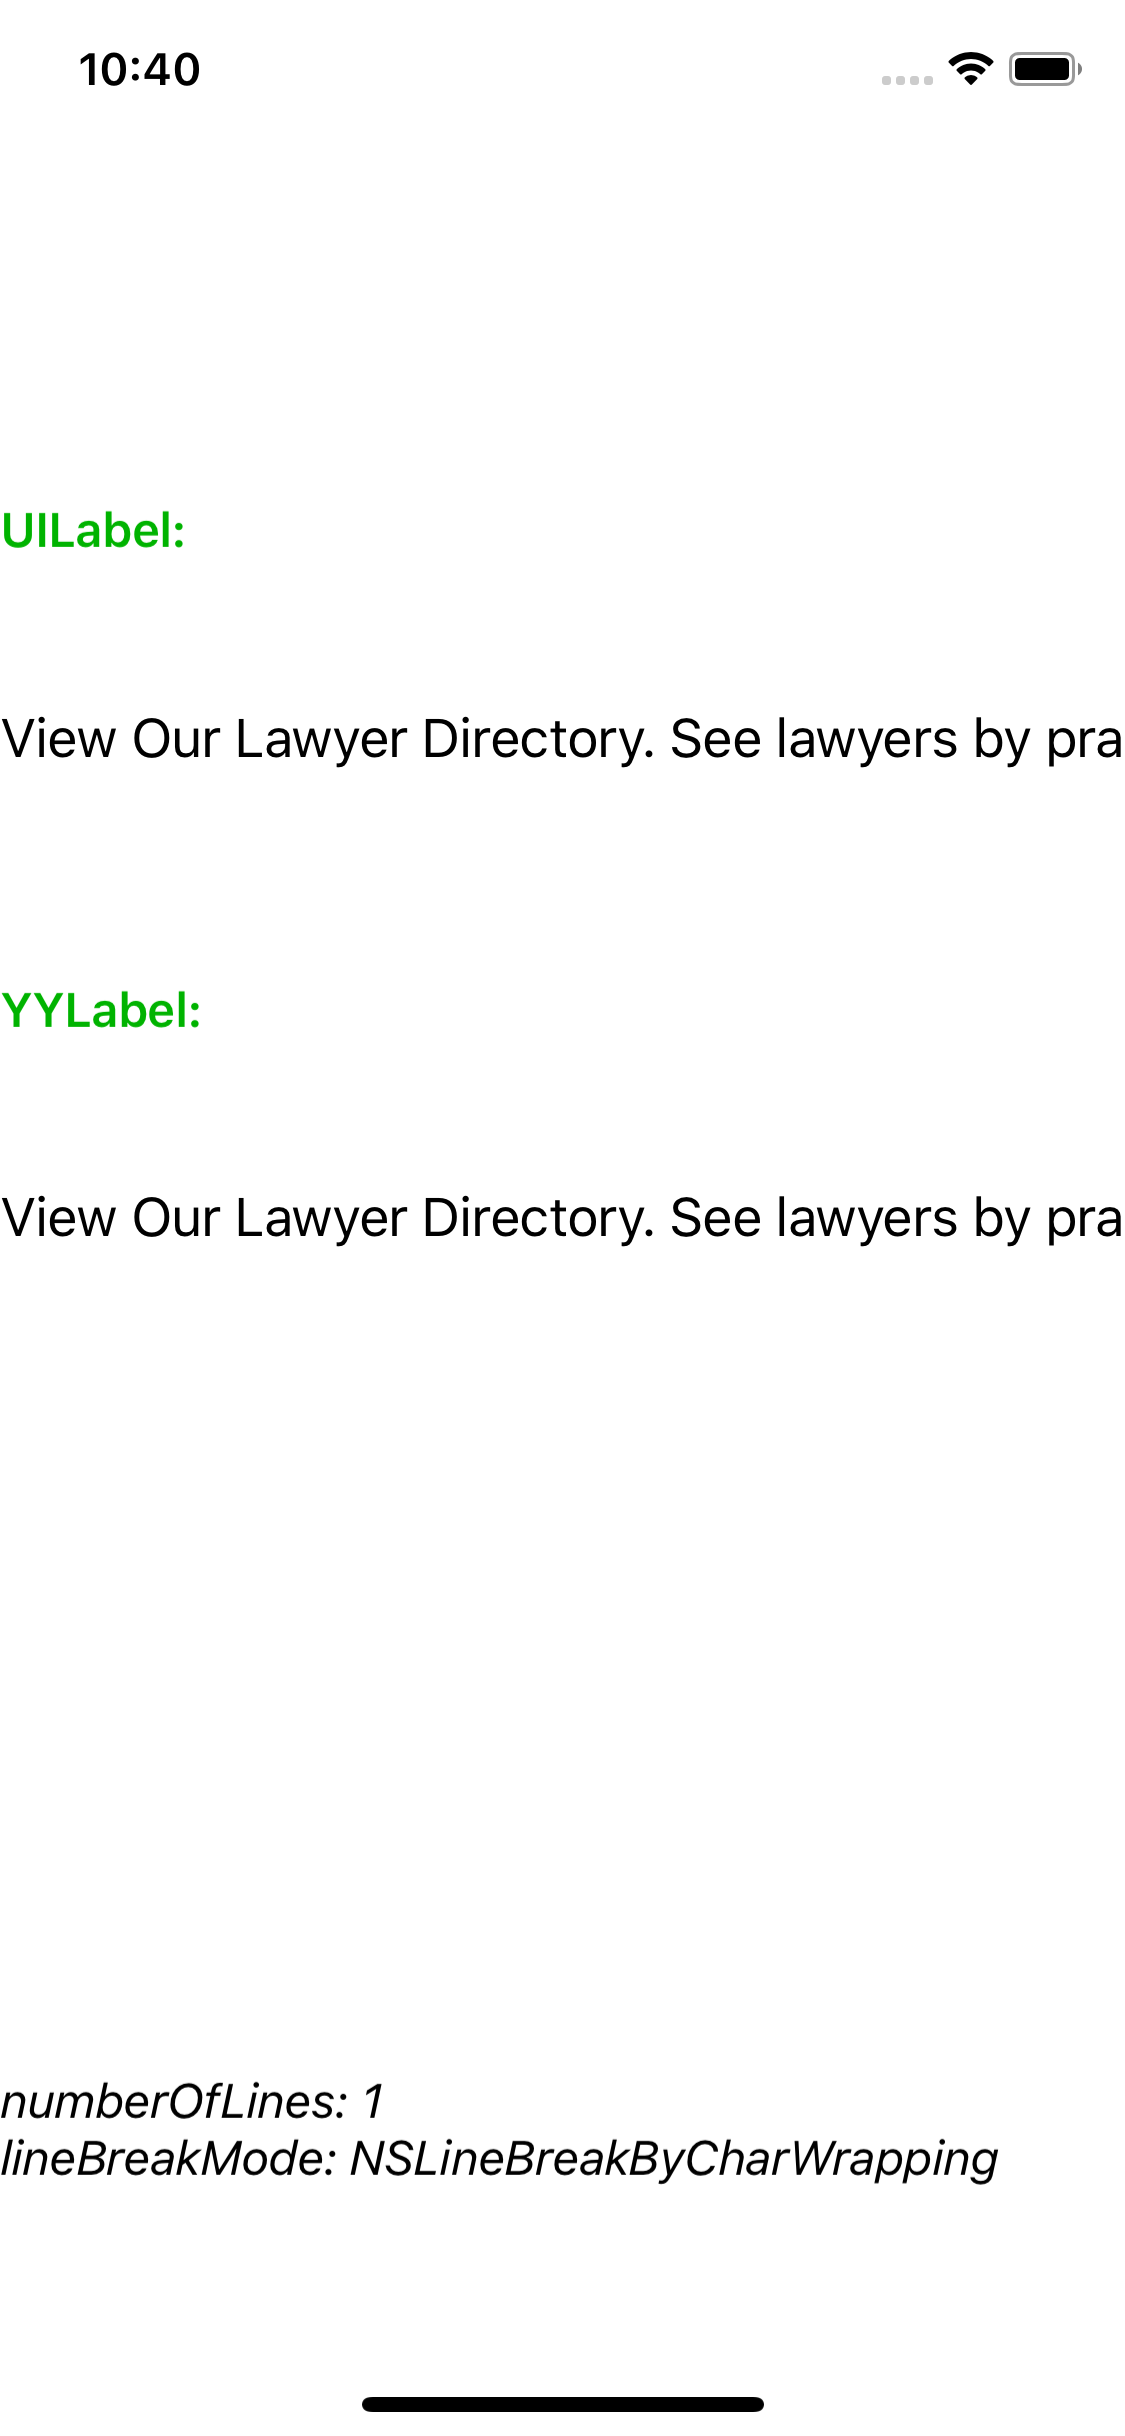 10:40
UILabel:
View Our Lawyer Directory. See lawyers by pra
YYLabel:
View Our Lawyer Directory. See lawyers by pra
numberOfLines: 1
lineBreakMode: NSLineBreakByCharWrapping